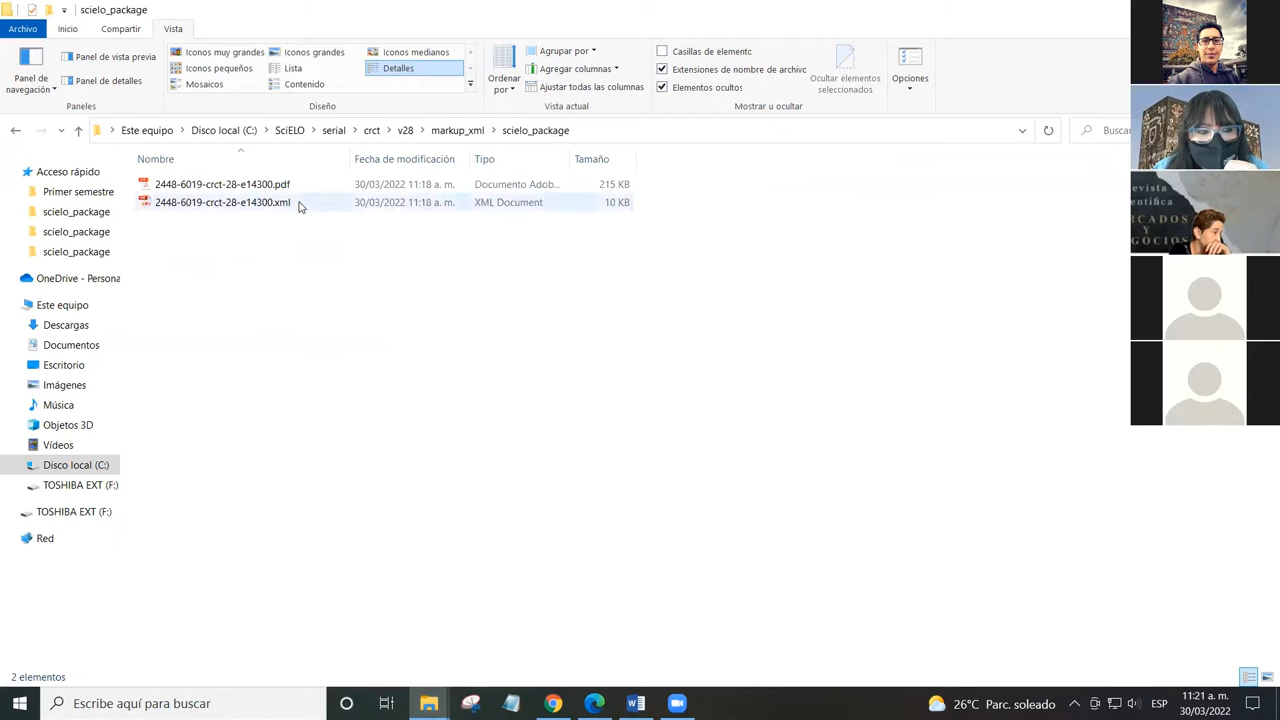 scielo_package
Archivo Inicio Compartir Vista
Panel de navegación
Panel de vista previa
Panel de detalles
Paneles
Iconos muy grandes Iconos grandes Iconos medianos
Iconos pequeños Lista Detalles
Mosaicos Contenido
Diseño
Ordenar por
Agrupar por
Agregar columnas
Ajustar todas las columnas
Vista actual
Casillas de elemento
Extensiones de nombre de archivo
Elementos ocultos
Ocultar elementos seleccionados
Mostrar u ocultar
Opciones
Este equipo > Disco local (C:) > SciELO > serial > crct > v28 > markup_xml > scielo_package
Buscar
Nombre Fecha de modificación Tipo Tamaño
2448-6019-crct-28-e14300.pdf 30/03/2022 11:18 a. m. Documento Adob... 215 KB
2448-6019-crct-28-e14300.xml 30/03/2022 11:18 a. m. XML Document 10 KB
Acceso rápido
Primer semestre
scielo_package
scielo_package
scielo_package
OneDrive - Persona
Este equipo
Descargas
Documentos
Escritorio
Imágenes
Música
Objetos 3D
Vídeos
Disco local (C:)
TOSHIBA EXT (F:)
TOSHIBA EXT (F:)
Red
2 elementos
Escribe aquí para buscar
26°C Parc. soleado
ESP
11:21 a. m.
30/03/2022